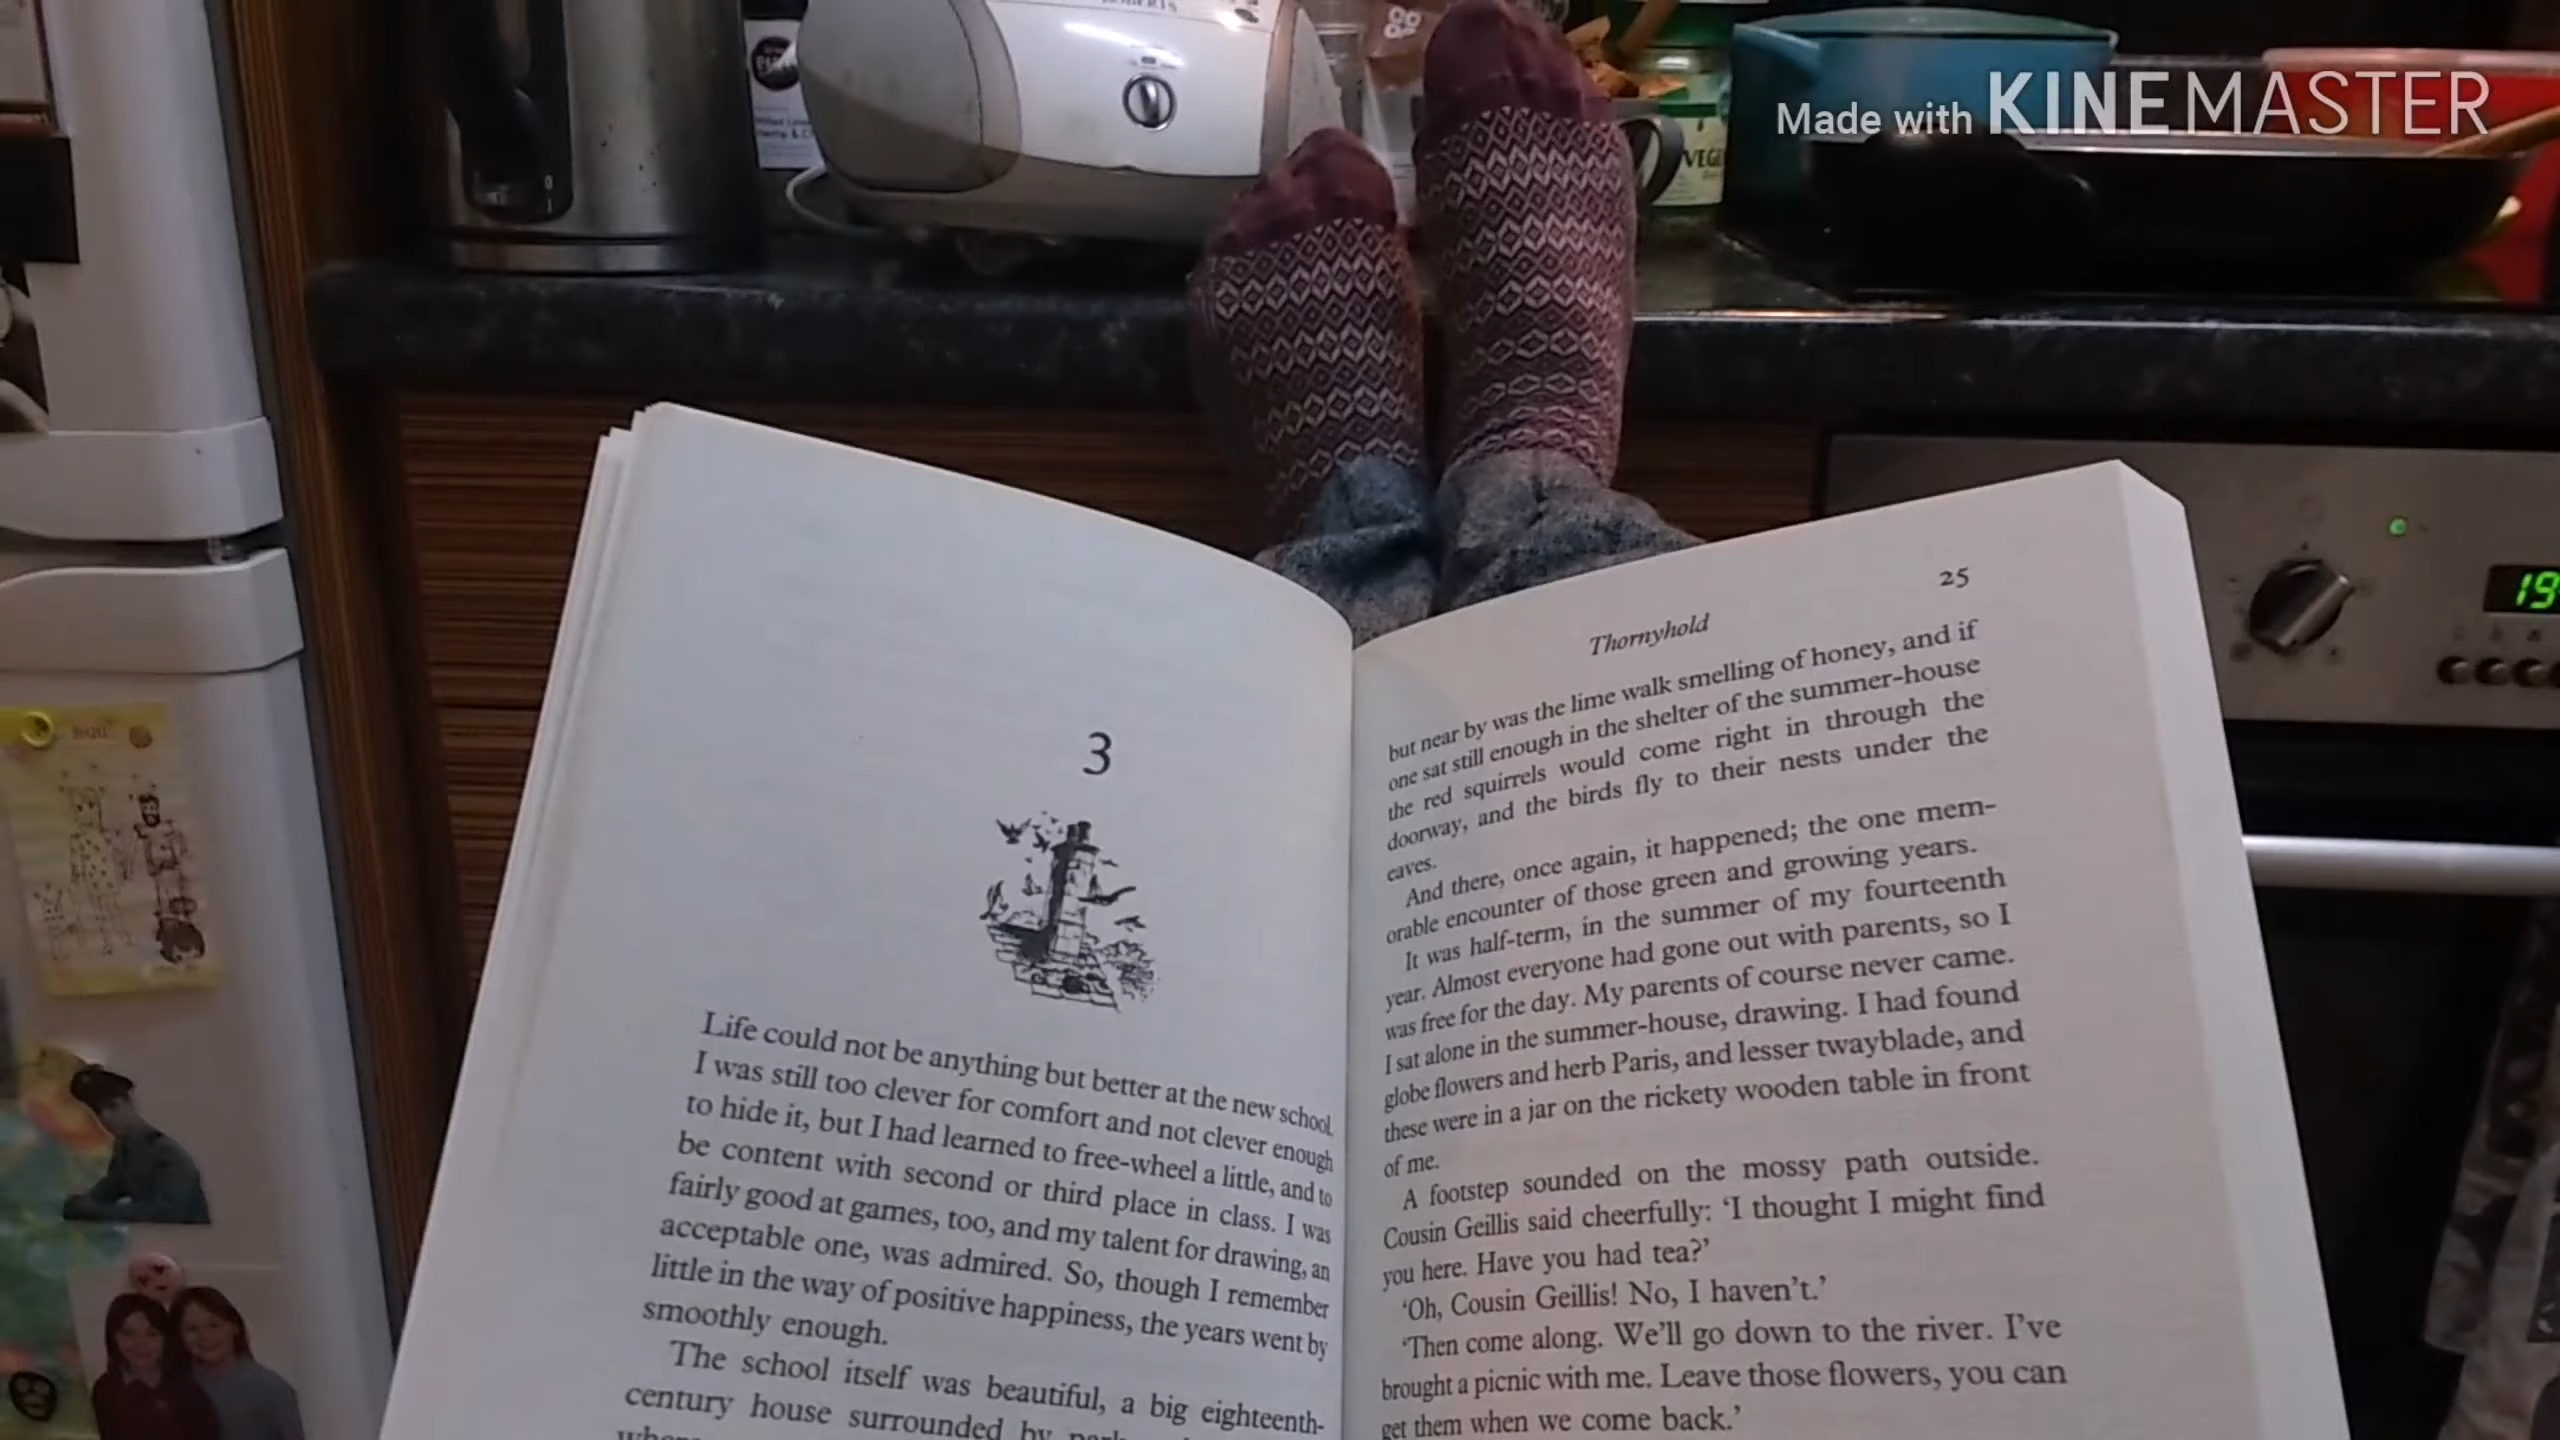 ROBERTS
Made with KINEMASTER
VEGE
19
3
Life could not be anything but better at the new school.
I was still too clever for comfort and not clever enough
to hide it, but I had learned to free-wheel a little, and to
be content with second or third place in class. I was
fairly good at games, too, and my talent for drawing, an
acceptable one, was admired. So, though I remember
little in the way of positive happiness, the years went by
smoothly enough.
The school itself was beautiful, a big eighteenth-
century house surrounded by
Thornyhold
25
but near by was the lime walk smelling of honey, and if
one sat still enough in the shelter of the summer-house
the red squirrels would come right in through the
doorway, and the birds fly to their nests under the
eaves.
And there, once again, it happened; the one mem-
orable encounter of those green and growing years.
It was half-term, in the summer of my fourteenth
year. Almost everyone had gone out with parents, so I
was free for the day. My parents of course never came.
I sat alone in the summer-house, drawing. I had found
globe flowers and herb Paris, and lesser twayblade, and
these were in a jar on the rickety wooden table in front
of me.
A footstep sounded on the mossy path outside.
Cousin Geillis said cheerfully: ‘I thought I might find
you here. Have you had tea?’
‘Oh, Cousin Geillis! No, I haven’t.’
‘Then come along. We’ll go down to the river. I’ve
brought a picnic with me. Leave those flowers, you can
get them when we come back.’